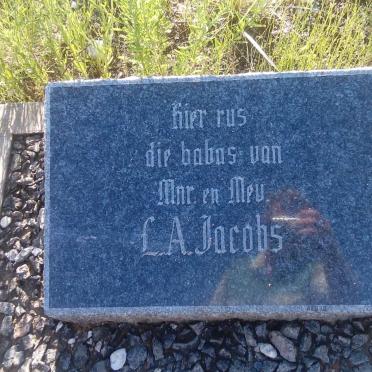 Hier rus
die babas van
Mnr. en Mev
L.A. Jacobs